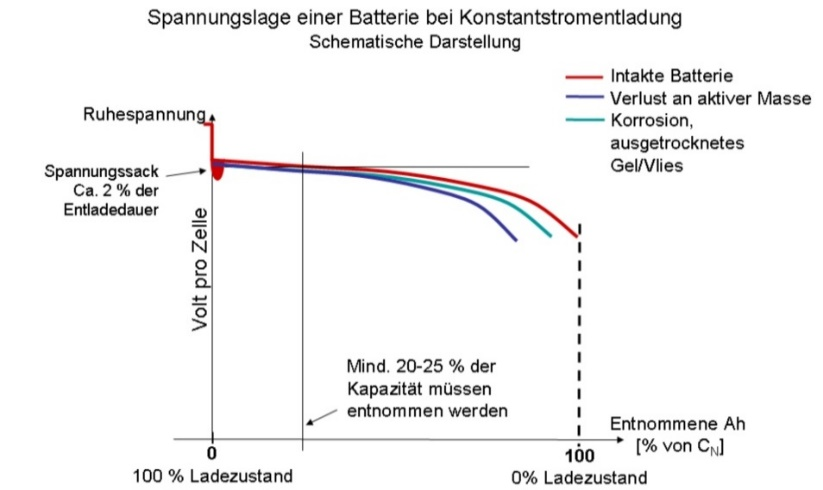 Spannungslage einer Batterie bei Konstantstromentladung
Schematische Darstellung
Intakte Batterie
Verlust an aktiver Masse
Korrosion,
ausgetrocknetes
Gel/Vlies
Ruhespannung
Spannungssack
Ca. 2 % der
Entladedauer
Volt pro Zelle
Mind. 20-25 % der
Kapazität müssen
entnommen werden
Entnommene Ah
[% von CN]
0
100
100 % Ladezustand
0% Ladezustand